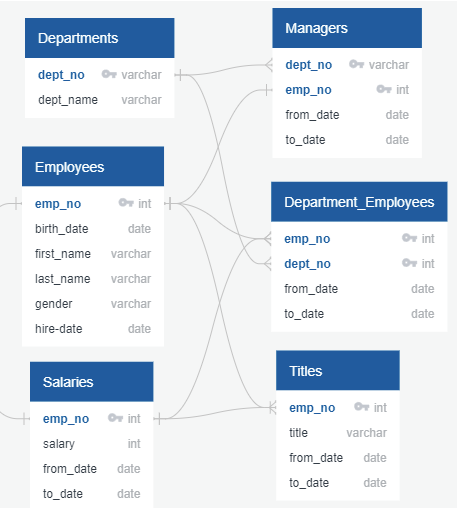 Departments
dept_no varchar
dept_name varchar
Employees
emp_no int
birth_date date
first_name varchar
last_name varchar
gender varchar
hire-date date
Salaries
emp_no int
salary int
from_date date
to_date date
Managers
dept_no varchar
emp_no int
from_date date
to_date date
Department_Employees
emp_no int
dept_no int
from_date date
to_date date
Titles
emp_no int
title varchar
from_date date
to_date date